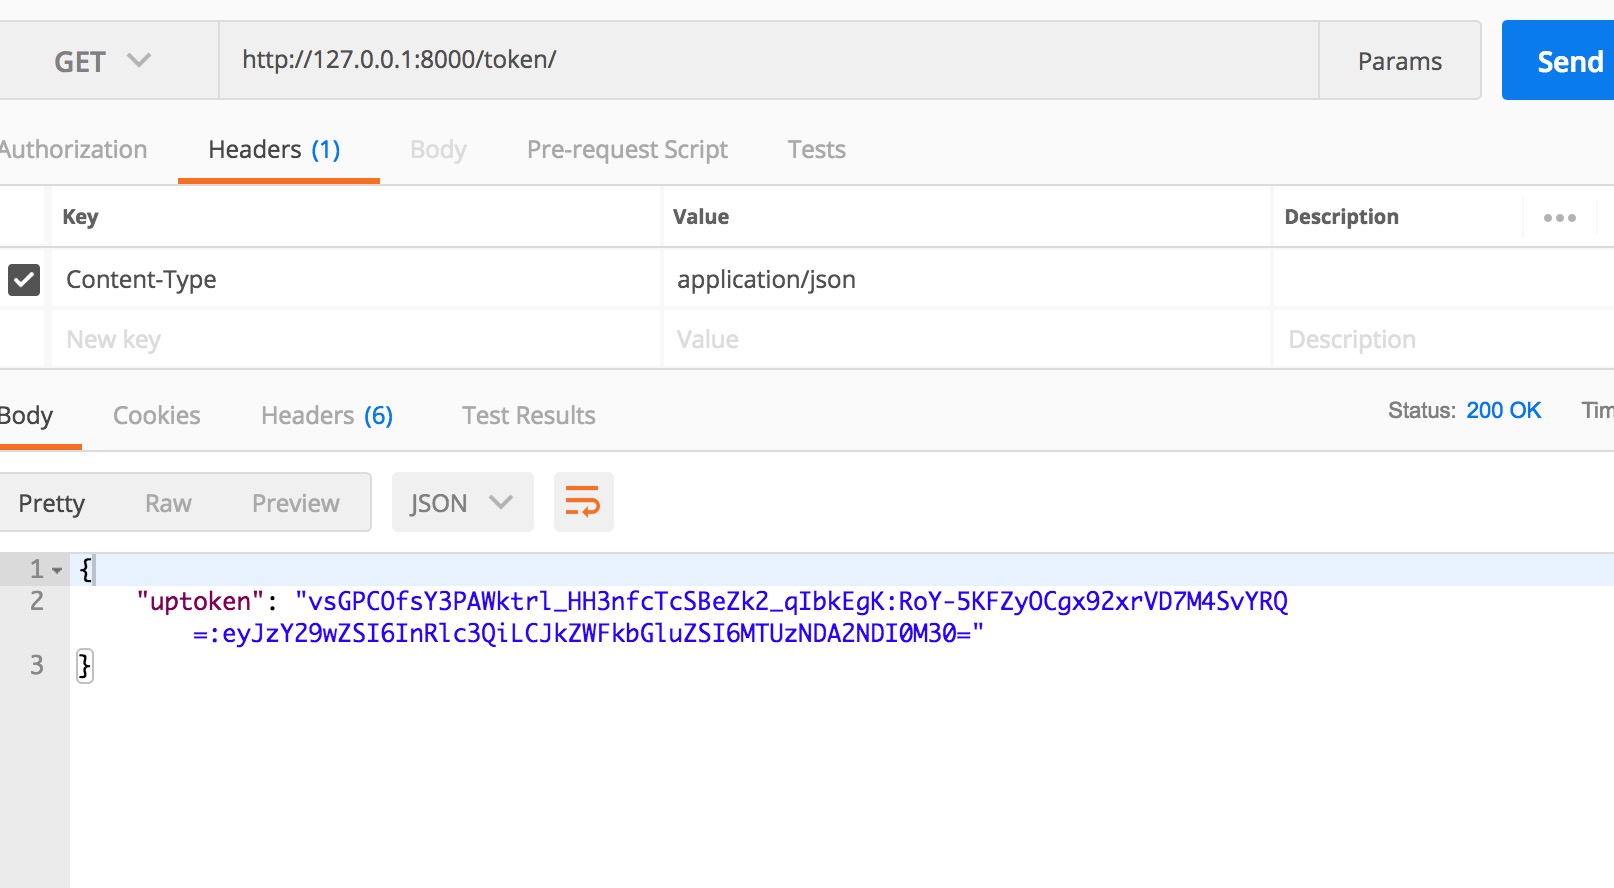 GET http://127.0.0.1:8000/token/ Params Send
Authorization Headers (1) Body Pre-request Script Tests
Key Value Description
Content-Type application/json
New key Value Description
Body Cookies Headers (6) Test Results Status: 200 OK Tim
Pretty Raw Preview JSON
1 {
2 "uptoken": "vsGPCOfsY3PAWktrl_HH3nfcTcSBeZk2_qIbkEgK:RoY-5KFZyOCgx92xrVD7M4SvYRQ
=:eyJzY29wZSI6InRlc3QiLCJkZWFkbGluZSI6MTUzNDA2NDI0M30="
3 }